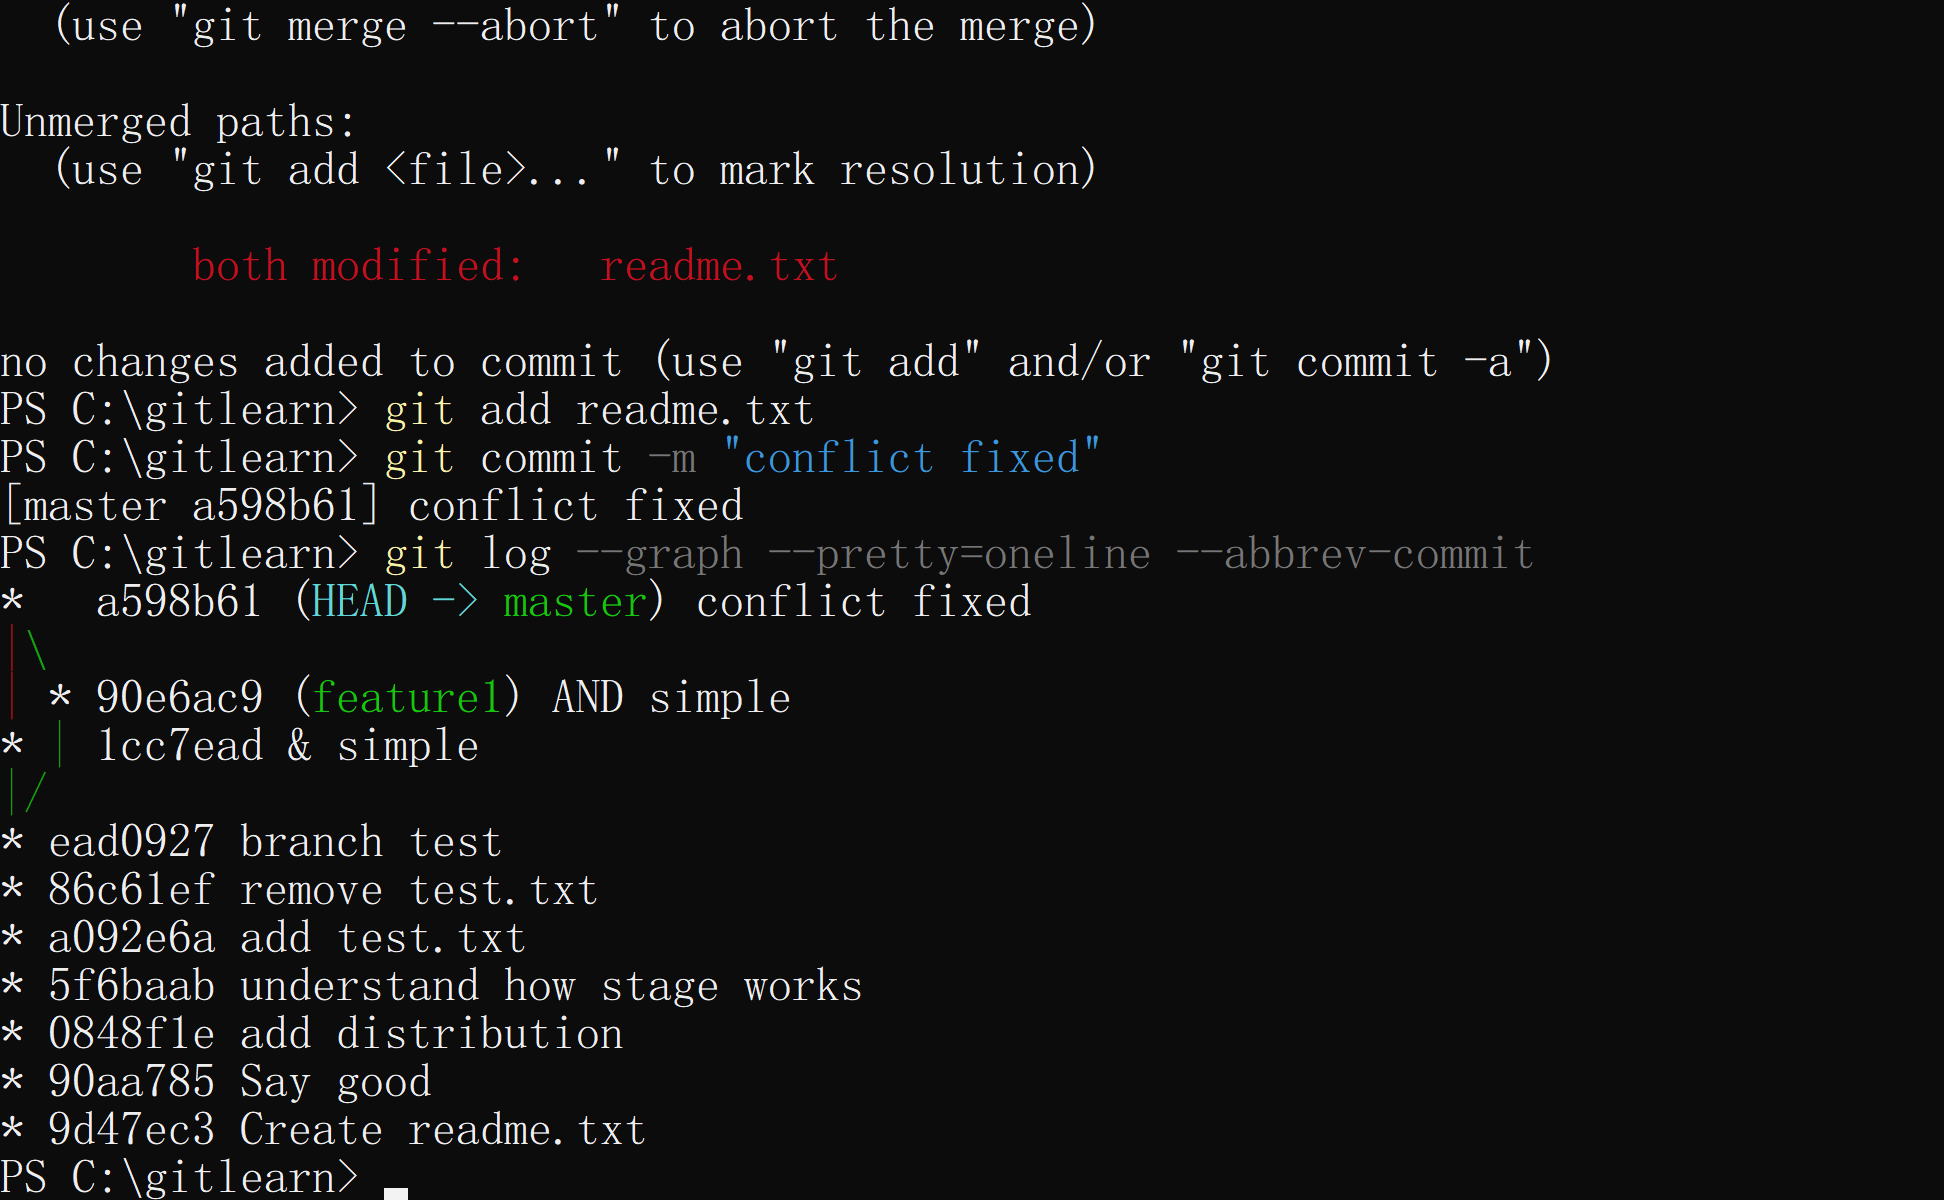 (use "git merge --abort" to abort the merge)
Unmerged paths:
(use "git add <file>..." to mark resolution)
both modified:   readme.txt
no changes added to commit (use "git add" and/or "git commit -a")
PS C:\gitlearn> git add readme.txt
PS C:\gitlearn> git commit -m "conflict fixed"
[master a598b61] conflict fixed
PS C:\gitlearn> git log --graph --pretty=oneline --abbrev-commit
*   a598b61 (HEAD -> master) conflict fixed
|\
| * 90e6ac9 (feature1) AND simple
* | 1cc7ead & simple
|/
* ead0927 branch test
* 86c61ef remove test.txt
* a092e6a add test.txt
* 5f6baab understand how stage works
* 0848f1e add distribution
* 90aa785 Say good
* 9d47ec3 Create readme.txt
PS C:\gitlearn>